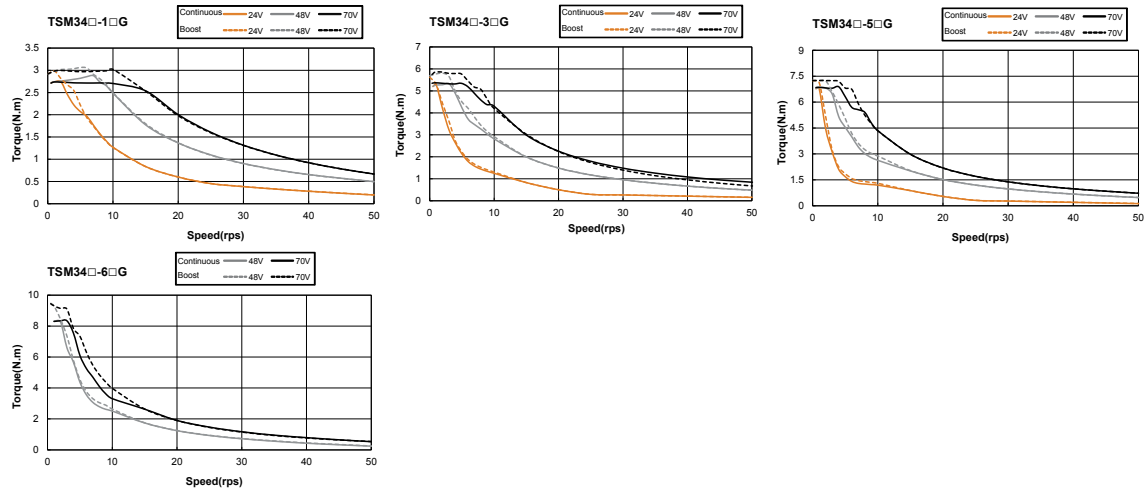 TSM34□-1□G
Continuous 24V 48V 70V
Boost 24V 48V 70V
Torque(N.m)
3.5
3
2.5
2
1.5
1
0.5
0
0 10 20 30 40 50
Speed(rps)
TSM34□-3□G
Continuous 24V 48V 70V
Boost 24V 48V 70V
Torque(N.m)
7
6
5
4
3
2
1
0
0 10 20 30 40 50
Speed(rps)
TSM34□-5□G
Continuous 24V 48V 70V
Boost 24V 48V 70V
Torque(N.m)
9
7.5
6
4.5
3
1.5
0
0 10 20 30 40 50
Speed(rps)
TSM34□-6□G
Continuous 48V 70V
Boost 48V 70V
Torque(N.m)
10
8
6
4
2
0
0 10 20 30 40 50
Speed(rps)